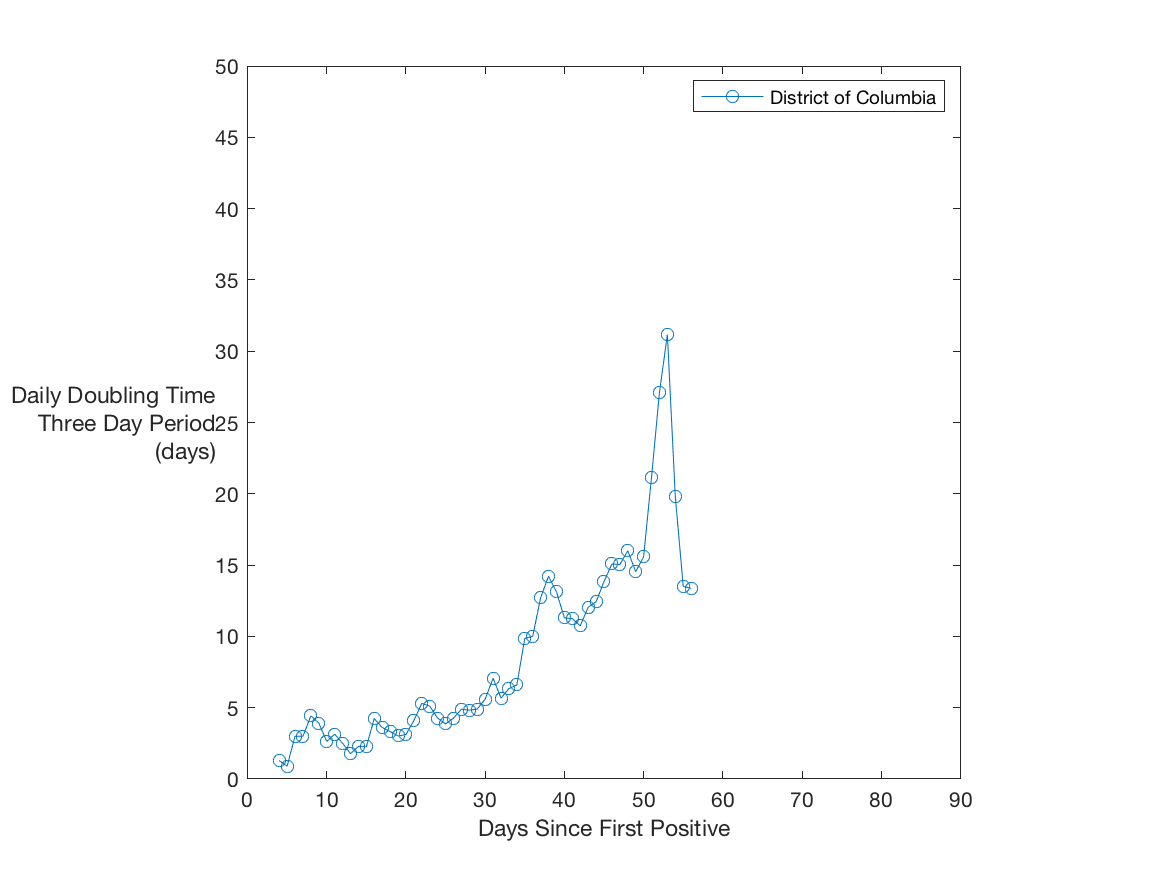 50
District of Columbia
45
40
35
30
Daily Doubling Time
Three Day Period
(days)
25
20
15
10
5
0
0 10 20 30 40 50 60 70 80 90
Days Since First Positive